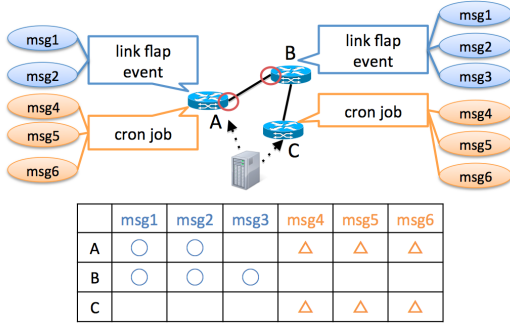 msg1
msg2
msg4
msg5
msg6
link flap
event
cron job
A
B
C
link flap
event
cron job
msg1
msg2
msg3
msg4
msg5
msg6
msg1 msg2 msg3 msg4 msg5 msg6
A
B
C